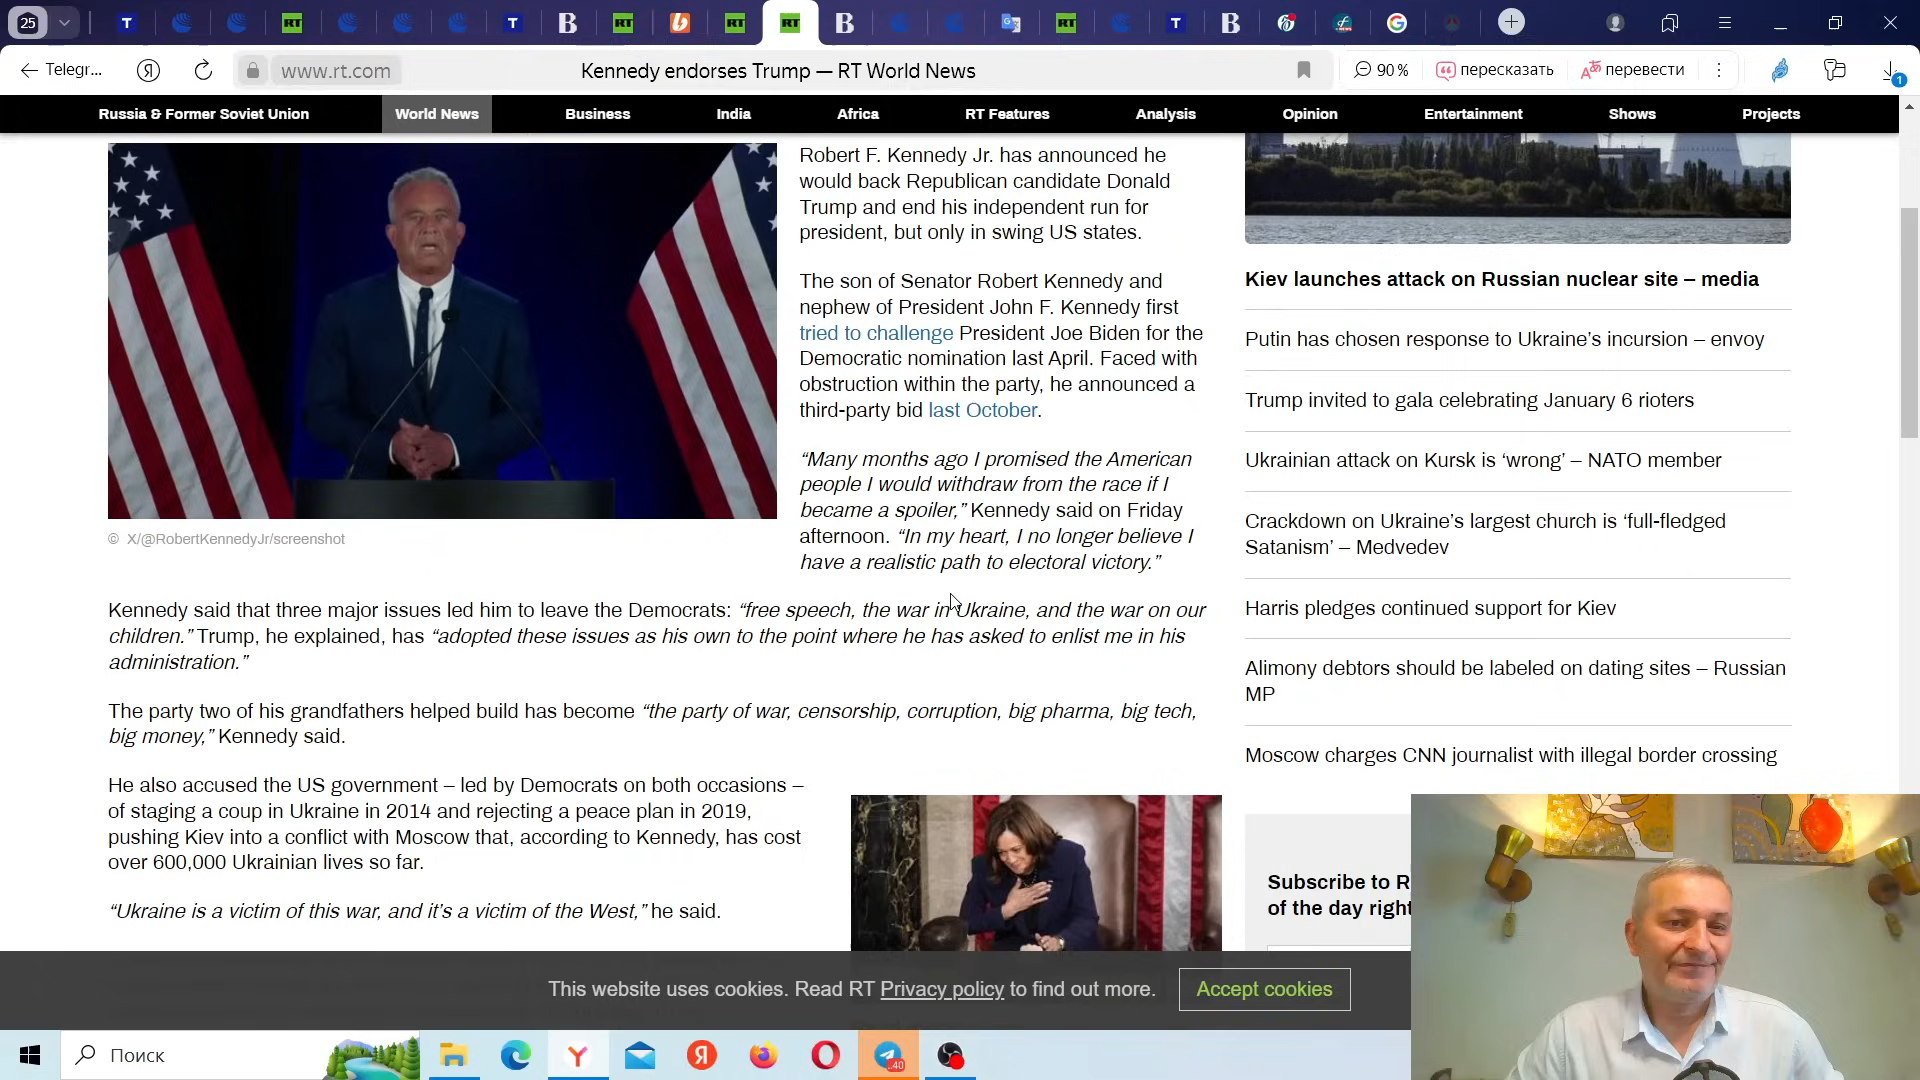 25
Telegr...
www.rt.com
Kennedy endorses Trump — RT World News
90 %
пересказать
перевести
1
Russia & Former Soviet Union
World News
Business
India
Africa
RT Features
Analysis
Opinion
Entertainment
Shows
Projects
Robert F. Kennedy Jr. has announced he
would back Republican candidate Donald
Trump and end his independent run for
president, but only in swing US states.
The son of Senator Robert Kennedy and
nephew of President John F. Kennedy first
tried to challenge President Joe Biden for the
Democratic nomination last April. Faced with
obstruction within the party, he announced a
third-party bid last October.
“Many months ago I promised the American
people I would withdraw from the race if I
became a spoiler,” Kennedy said on Friday
afternoon. “In my heart, I no longer believe I
have a realistic path to electoral victory.”
© X/@RobertKennedyJr/screenshot
Kennedy said that three major issues led him to leave the Democrats: “free speech, the war in Ukraine, and the war on our
children.” Trump, he explained, has “adopted these issues as his own to the point where he has asked to enlist me in his
administration.”
The party two of his grandfathers helped build has become “the party of war, censorship, corruption, big pharma, big tech,
big money,” Kennedy said.
He also accused the US government – led by Democrats on both occasions –
of staging a coup in Ukraine in 2014 and rejecting a peace plan in 2019,
pushing Kiev into a conflict with Moscow that, according to Kennedy, has cost
over 600,000 Ukrainian lives so far.
“Ukraine is a victim of this war, and it’s a victim of the West,” he said.
Kiev launches attack on Russian nuclear site – media
Putin has chosen response to Ukraine’s incursion – envoy
Trump invited to gala celebrating January 6 rioters
Ukrainian attack on Kursk is ‘wrong’ – NATO member
Crackdown on Ukraine’s largest church is ‘full-fledged
Satanism’ – Medvedev
Harris pledges continued support for Kiev
Alimony debtors should be labeled on dating sites – Russian
MP
Moscow charges CNN journalist with illegal border crossing
Subscribe to R
of the day right
This website uses cookies. Read RT Privacy policy to find out more.
Accept cookies
Поиск
40